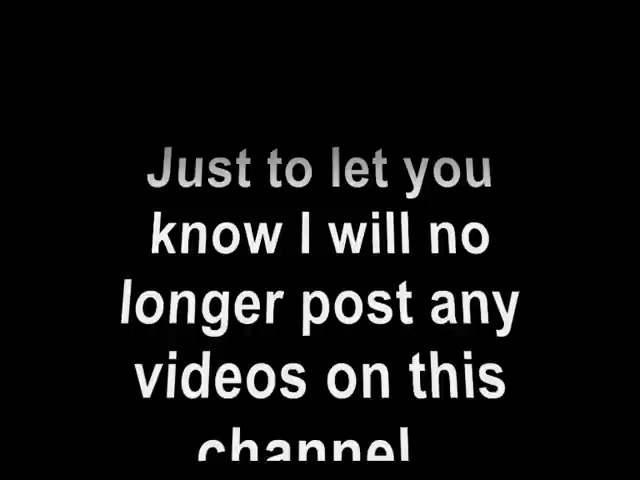 Just to let you
know I will no
longer post any
videos on this
channel